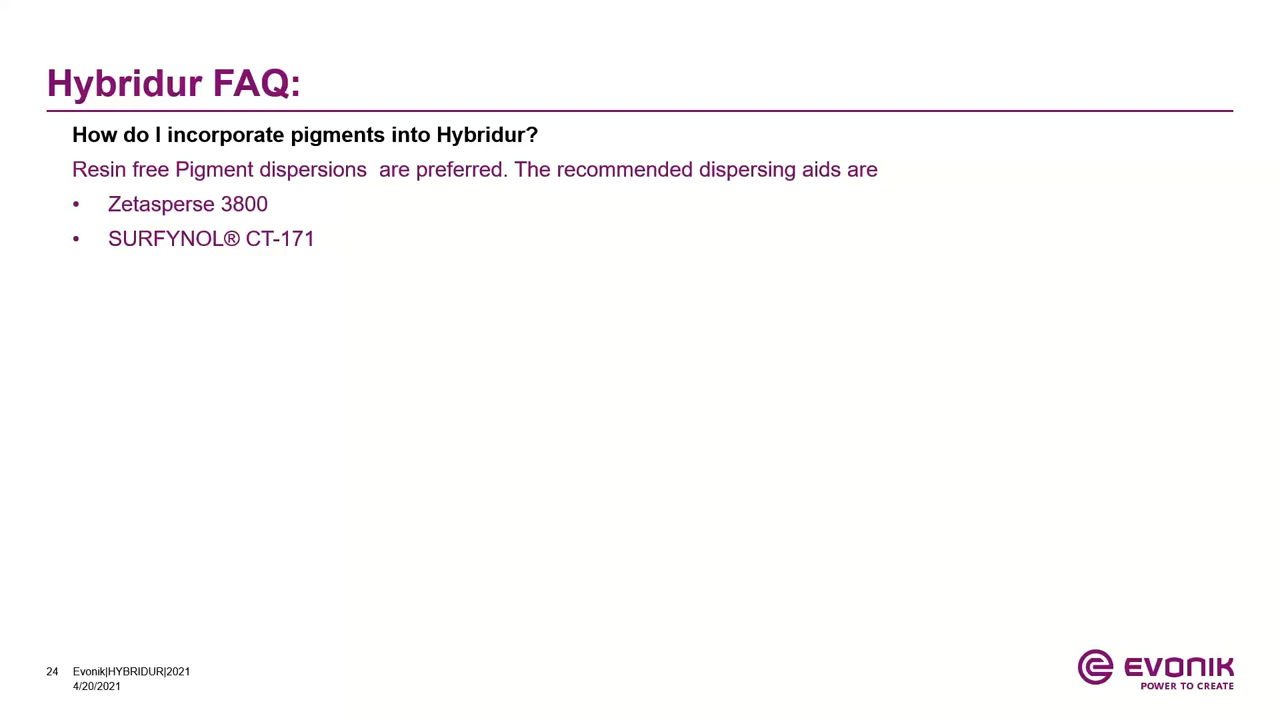 Hybridur FAQ:
How do I incorporate pigments into Hybridur?
Resin free Pigment dispersions  are preferred. The recommended dispersing aids are
• Zetasperse 3800
• SURFYNOL® CT-171
24 Evonik|HYBRIDUR|2021
4/20/2021
EVONIK
POWER TO CREATE